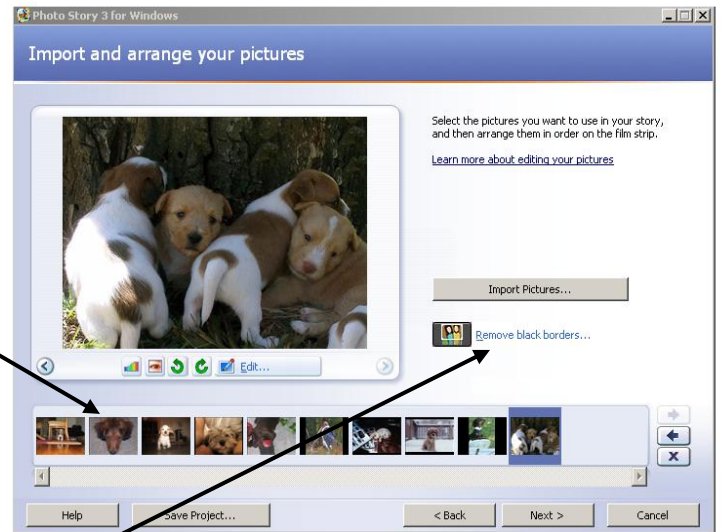 Photo Story 3 for Windows
Import and arrange your pictures
Select the pictures you want to use in your story,
and then arrange them in order on the film strip.
Learn more about editing your pictures
Import Pictures...
Remove black borders...
Edit...
Help
Save Project...
< Back
Next >
Cancel